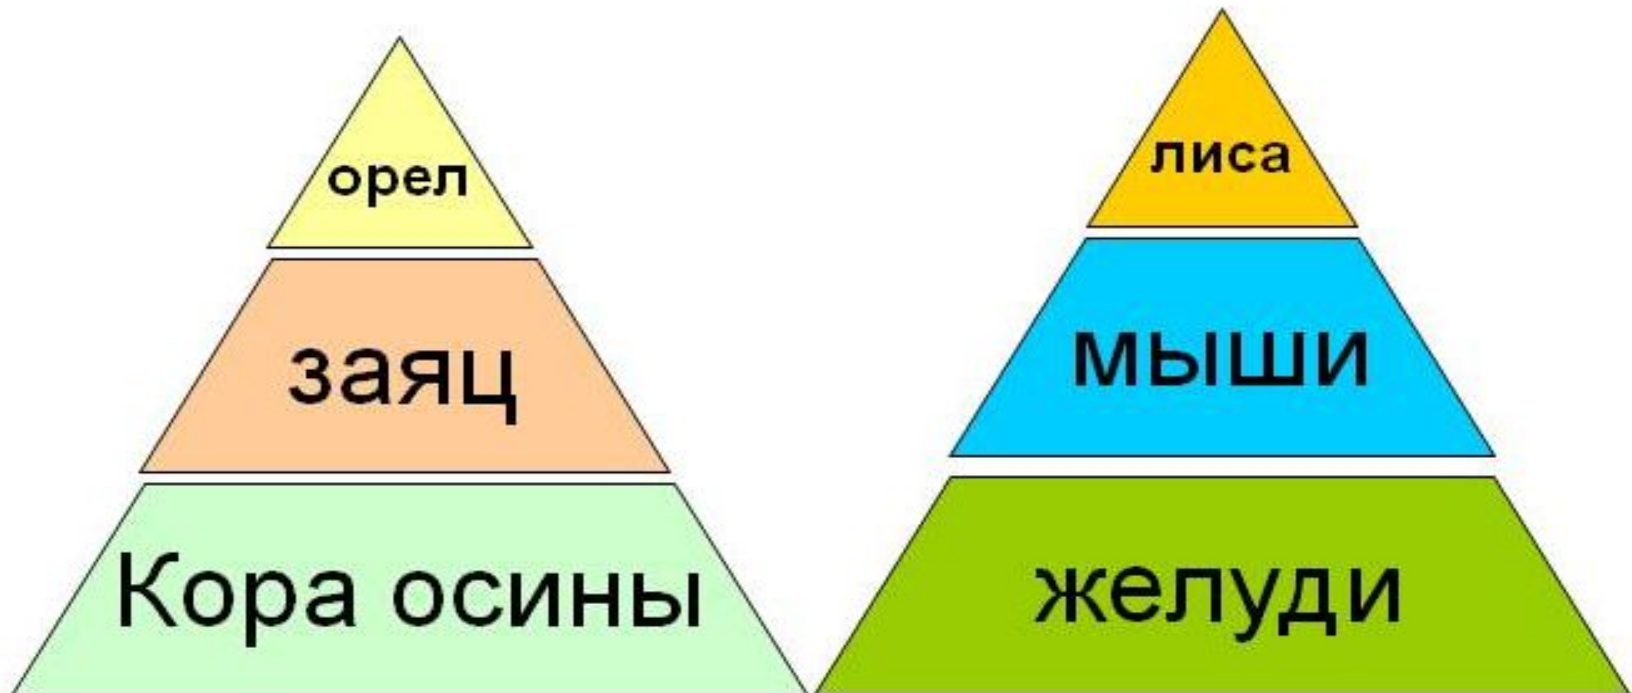 орел
заяц
Кора осины
лиса
мыши
желуди